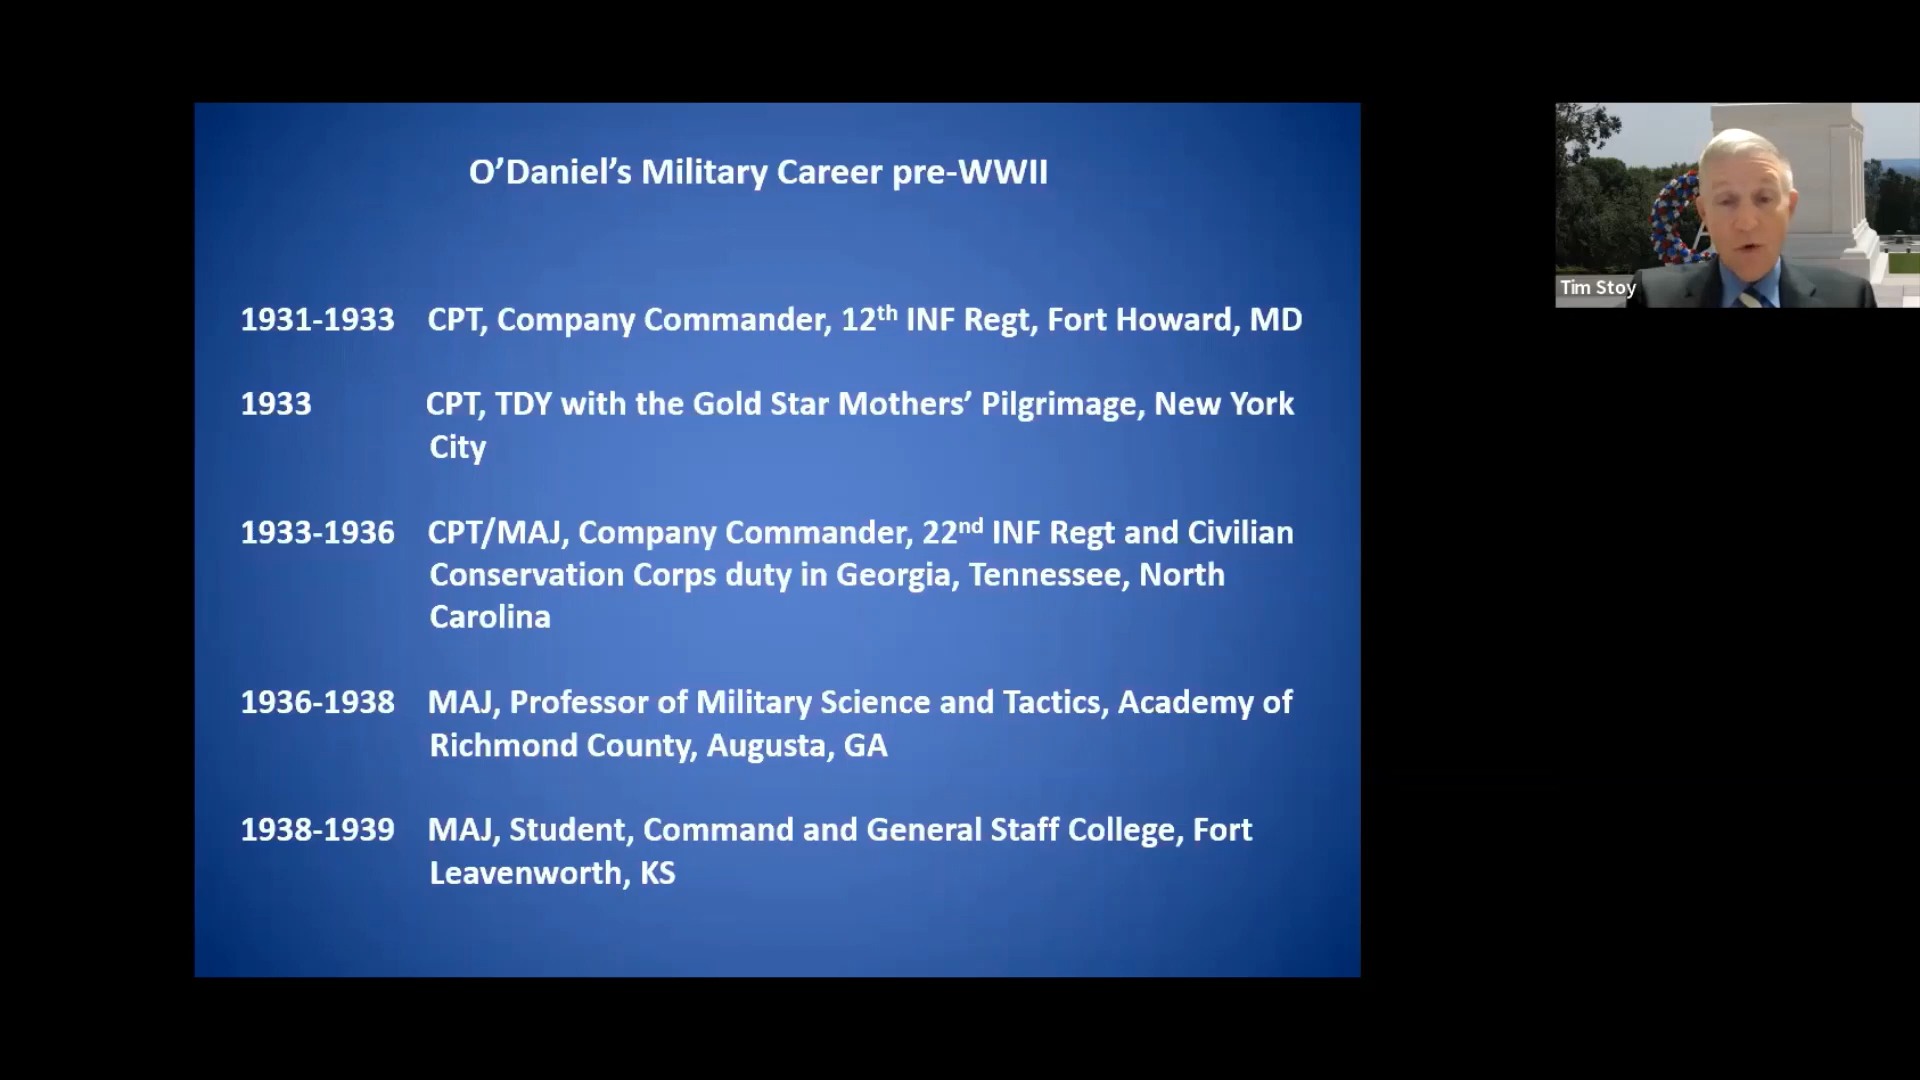 O’Daniel’s Military Career pre-WWII
1931-1933 CPT, Company Commander, 12th INF Regt, Fort Howard, MD
1933 CPT, TDY with the Gold Star Mothers’ Pilgrimage, New York
City
1933-1936 CPT/MAJ, Company Commander, 22nd INF Regt and Civilian
Conservation Corps duty in Georgia, Tennessee, North
Carolina
1936-1938 MAJ, Professor of Military Science and Tactics, Academy of
Richmond County, Augusta, GA
1938-1939 MAJ, Student, Command and General Staff College, Fort
Leavenworth, KS
Tim Stoy